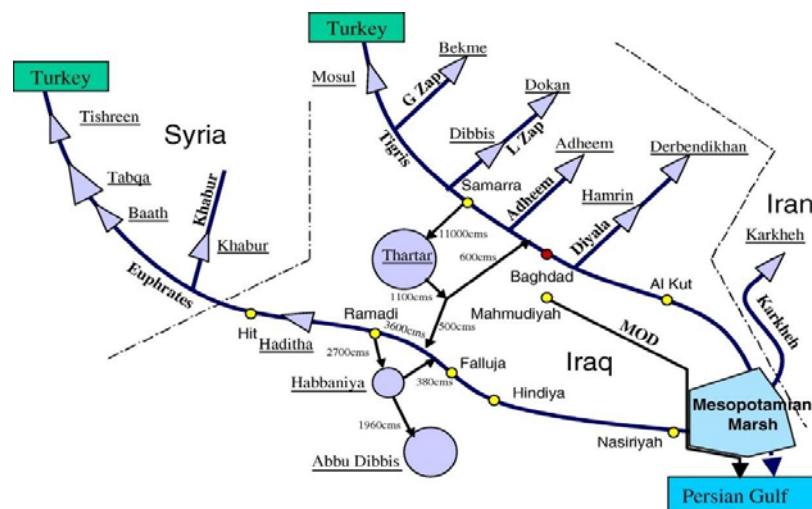 Turkey
Turkey
Bekme
Mosul
G Zap
Dokan
Tishreen
Syria
Tigris
Dibbis
L Zap
Adheem
Derbendikhan
Tabqa
Samarra
Adheem
Hamrin
Iran
Baath
Khabur
Khabur
11000cms
Thartar
600cms
Diyala
Karkheh
Euphrates
Baghdad
1100cms
Al Kut
Karkheh
Hit
Haditha
Ramadi
3600cms
500cms
Mahmudiyah
MOD
2700cms
Falluja
Iraq
Habbaniya
380cms
Hindiya
Mesopotamian
Marsh
1960cms
Nasiriyah
Abbu Dibbis
Persian Gulf